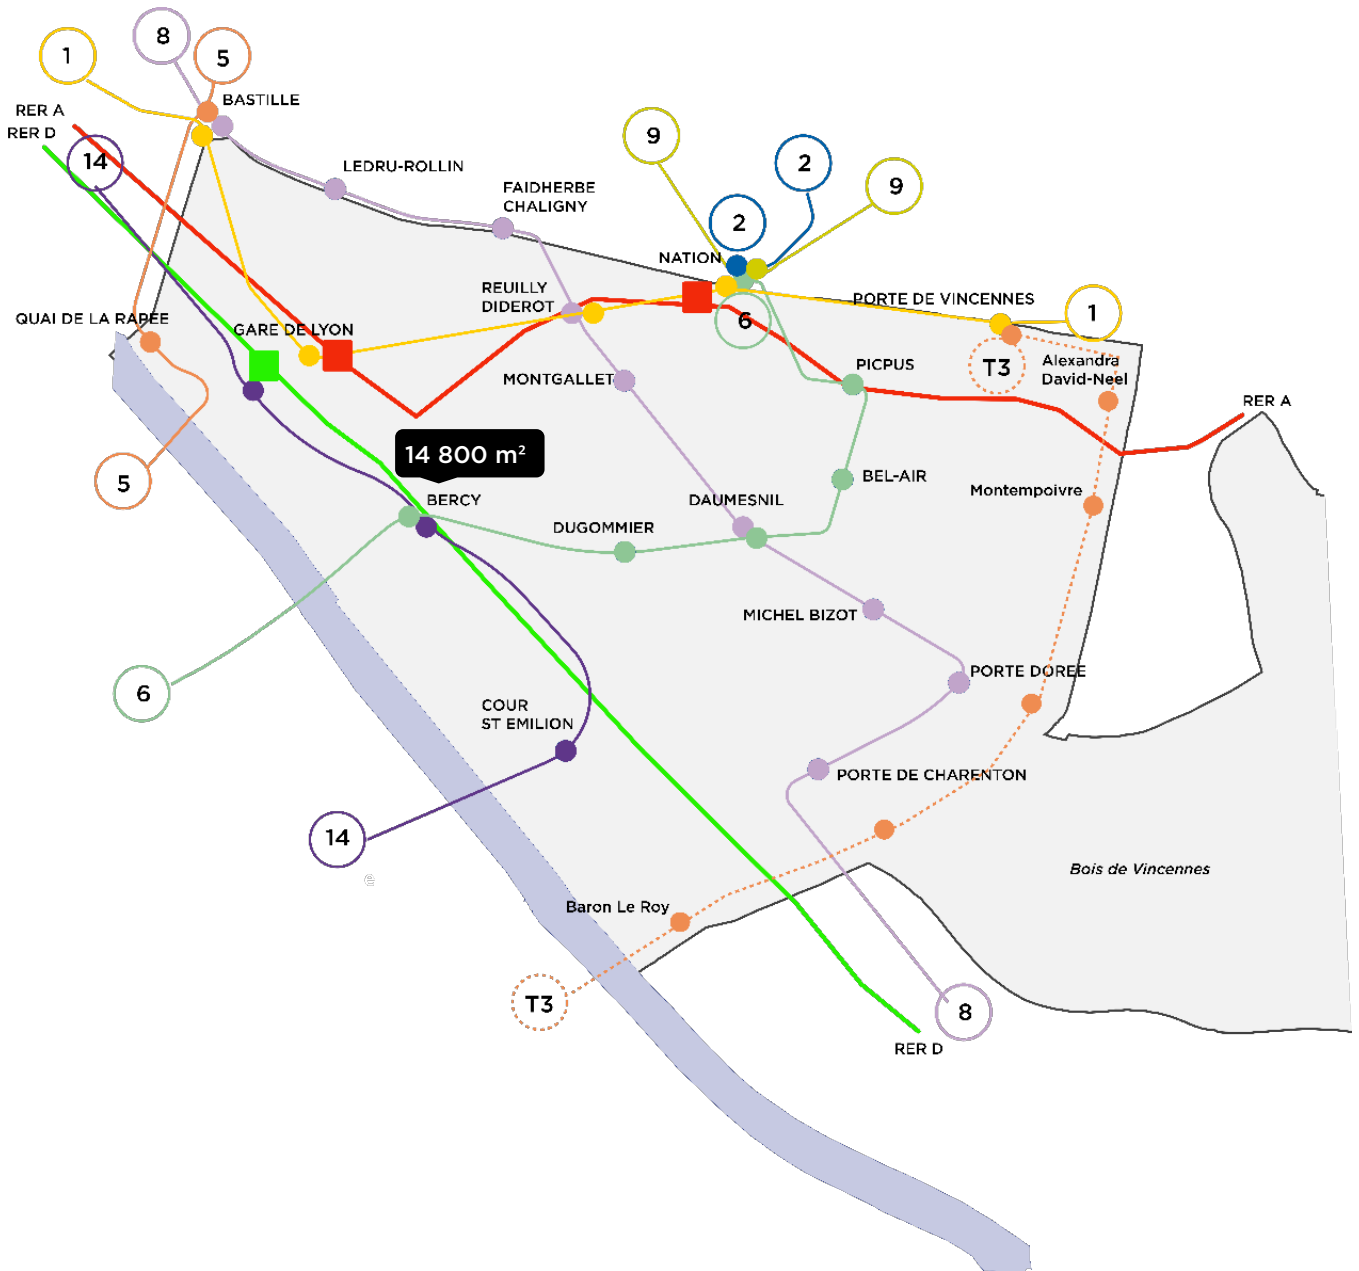 8
1
5
BASTILLE
RER A
RER D
14
LEDRU-ROLLIN
FAIDHERBE
CHALIGNY
9
2
9
2
NATION
REUILLY
DIDEROT
PORTE DE VINCENNES
1
QUAI DE LA RAPÉE
GARE DE LYON
6
T3
Alexandra
David-Neel
MONTGALLET
PICPUS
RER A
14 800 m²
5
BERCY
DUGOMMIER
DAUMESNIL
BEL-AIR
Montempoivre
MICHEL BIZOT
6
COUR
ST EMILION
PORTE DOREE
PORTE DE CHARENTON
14
e
Bois de Vincennes
Baron Le Roy
T3
8
RER D